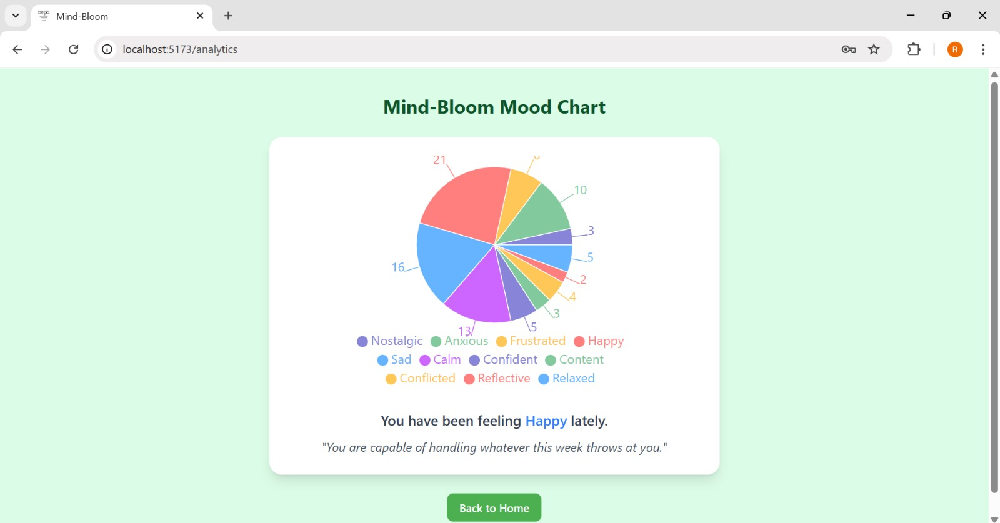 Mind-Bloom
localhost:5173/analytics
R
Mind-Bloom Mood Chart
21
10
3
5
2
4
3
5
13
16
Nostalgic Anxious Frustrated Happy
Sad Calm Confident Content
Conflicted Reflective Relaxed
You have been feeling Happy lately.
"You are capable of handling whatever this week throws at you."
Back to Home